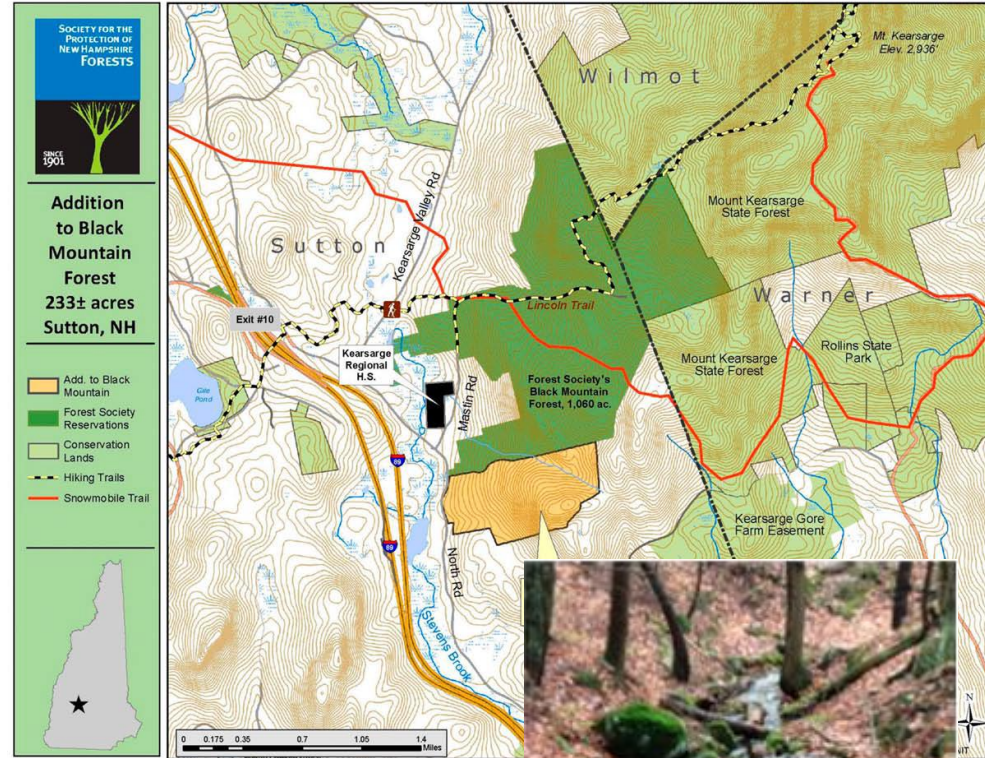 SOCIETY FOR THE
PROTECTION OF
NEW HAMPSHIRE
FORESTS
SINCE
1901
Addition
to Black
Mountain
Forest
233± acres
Sutton, NH
Add. to Black
Mountain
Forest Society
Reservations
Conservation
Lands
Hiking Trails
Snowmobile Trail
Mt. Kearsarge
Elev. 2,936'
Wilmot
Kearsarge Valley Rd
Mount Kearsarge
State Forest
Sutton
Warner
Lincoln Trail
Exit #10
Kearsarge
Regional
H.S.
Rollins State
Park
Mount Kearsarge
State Forest
Gile
Pond
Mastin Rd
Forest Society's
Black Mountain
Forest, 1,060 ac.
89
89
Kearsarge Gore
Farm Easement
North Rd
Stevens Brook
N
0 0.175 0.35 0.7 1.05 1.4
Miles